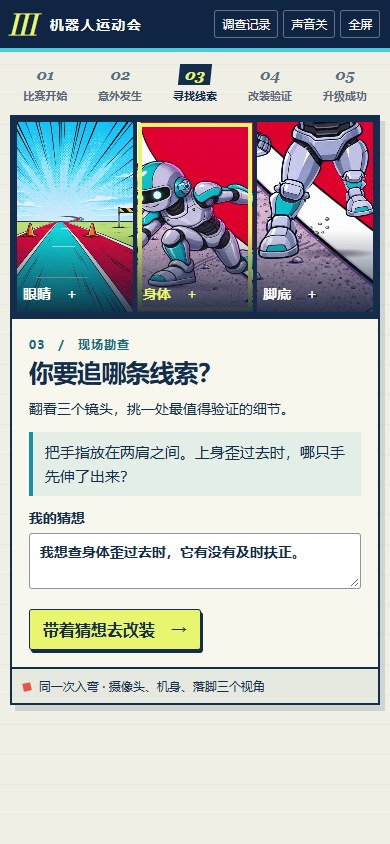 III 机器人运动会 调查记录 声音关 全屏
01 02 03 04 05
比赛开始 意外发生 寻找线索 改装验证 升级成功
眼睛 + 身体 + 脚底 +
03 / 现场勘查
你要追哪条线索？
翻看三个镜头，挑一处最值得验证的细节。
把手指放在两肩之间。上身歪过去时，哪只手
先伸了出来？
我的猜想
我想查身体歪过去时，它有没有及时扶正。
带着猜想去改装 →
同一次入弯 · 摄像头、机身、落脚三个视角